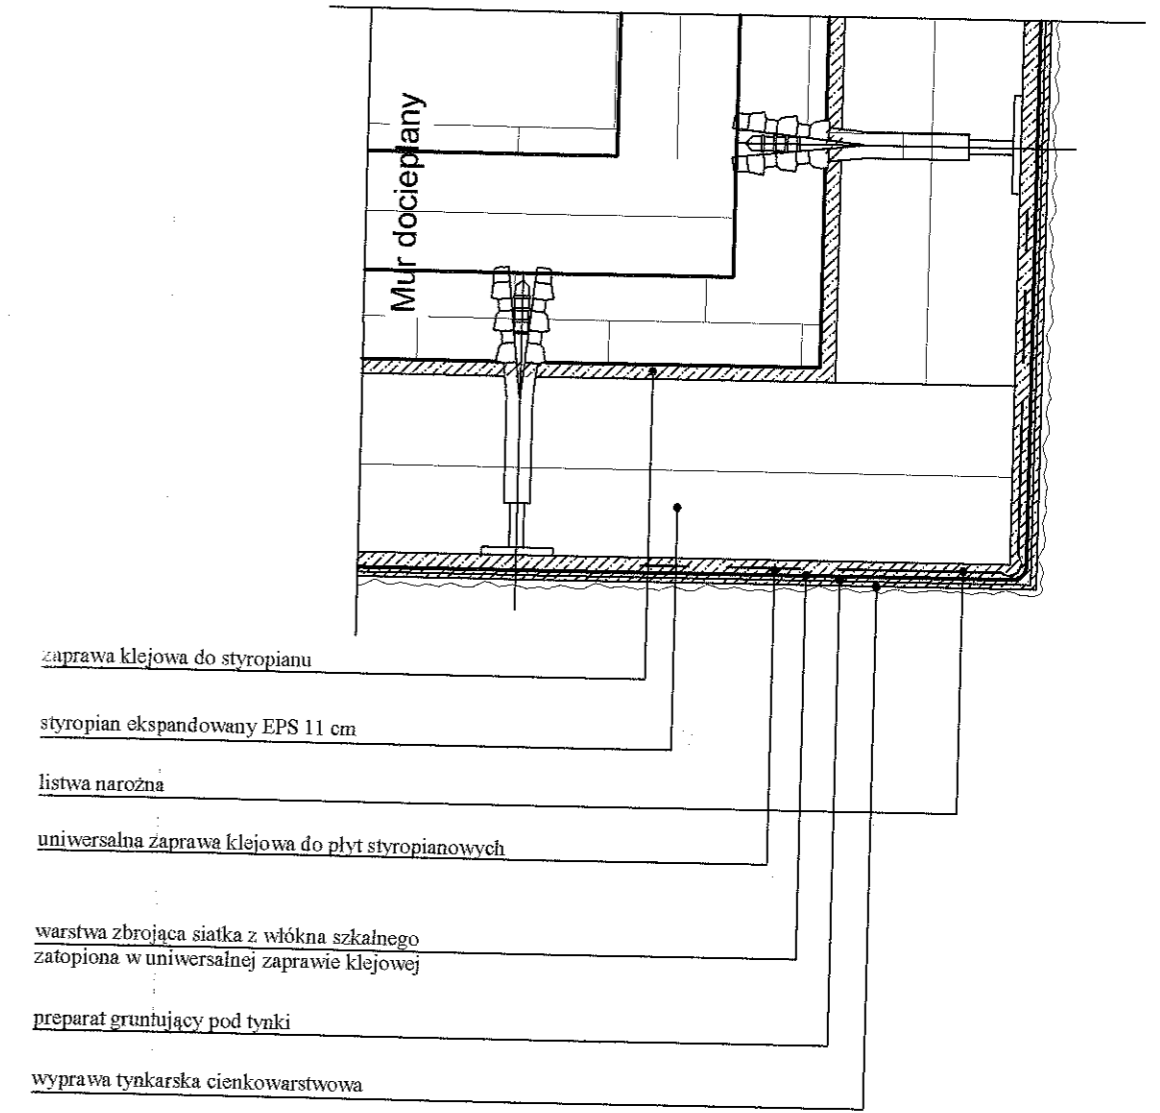 Mur docieplany
zaprawa klejowa do styropianu
styropian ekspandowany EPS 11 cm
listwa narożna
uniwersalna zaprawa klejowa do płyt styropianowych
warstwa zbrojąca siatka z włókna szkalnego
zatopiona w uniwersalnej zaprawie klejowej
preparat gruntujący pod tynki
wyprawa tynkarska cienkowarstwowa